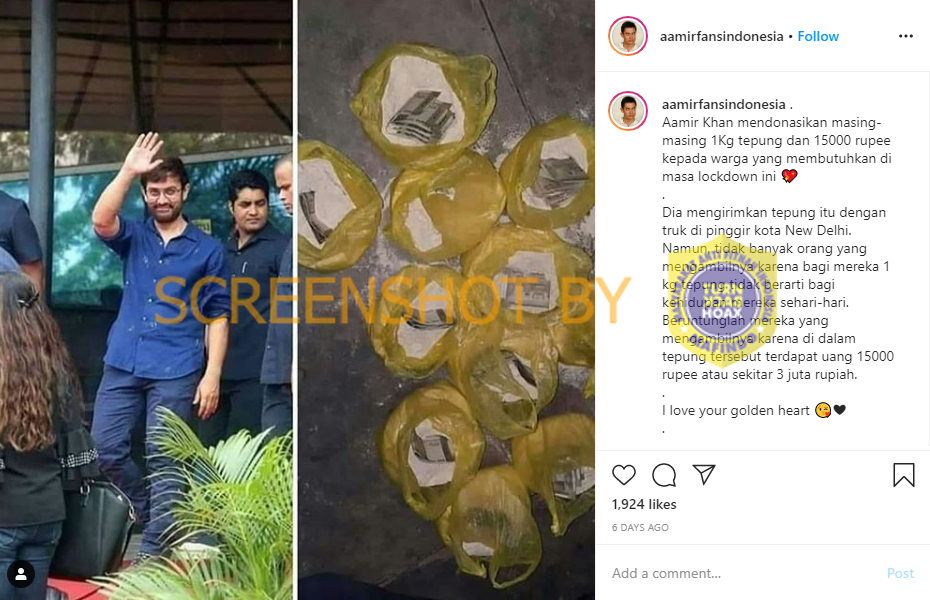 aamirfansindonesia • Follow
aamirfansindonesia .
Aamir Khan mendonasikan masing-
masing 1Kg tepung dan 15000 rupee
kepada warga yang membutuhkan di
masa lockdown ini 💖
.
Dia mengirimkan tepung itu dengan
truk di pinggir kota New Delhi.
Namun, tidak banyak orang yang
mengambilnya karena bagi mereka 1
kg tepung tidak berarti bagi
kehidupan mereka sehari-hari.
Beruntunglah mereka yang
mengambilnya karena di dalam
tepung tersebut terdapat uang 15000
rupee atau sekitar 3 juta rupiah.
.
I love your golden heart 😘🖤
.
SCREENSHOT BY
TURN
BACK
HOAX
1,924 likes
6 DAYS AGO
Add a comment...
Post